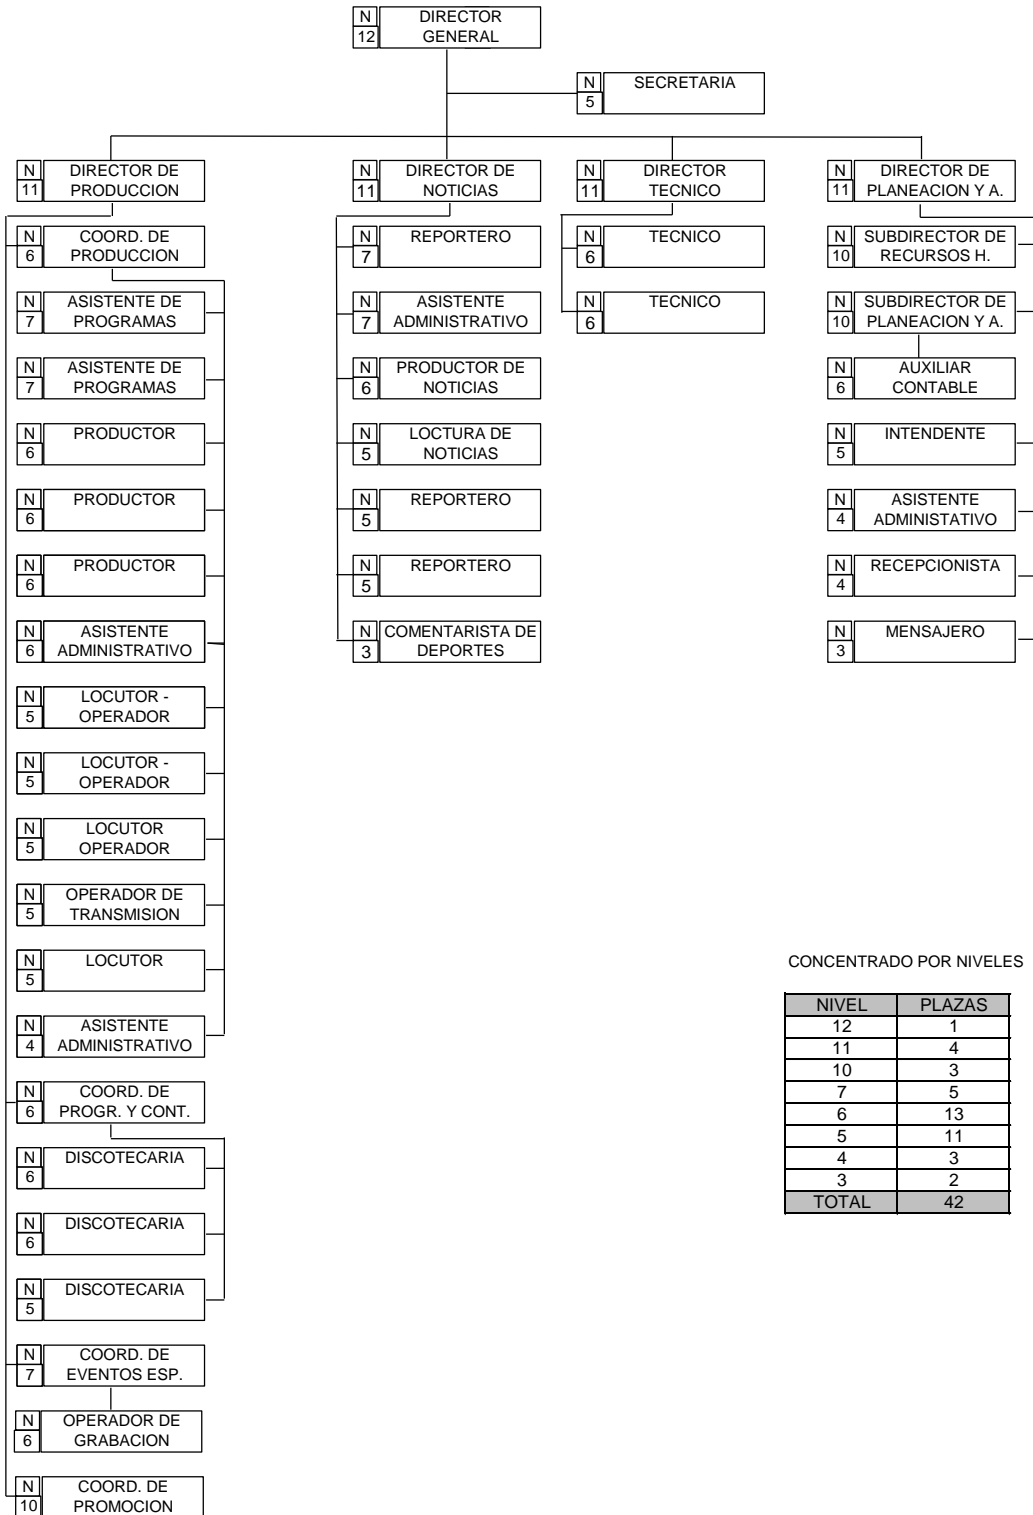 N
12
DIRECTOR
GENERAL
N
5
SECRETARIA
N
11
DIRECTOR DE
PRODUCCION
N
11
DIRECTOR DE
NOTICIAS
N
11
DIRECTOR
TECNICO
N
11
DIRECTOR DE
PLANEACION Y A.
N
6
COORD. DE
PRODUCCION
N
7
ASISTENTE DE
PROGRAMAS
N
7
ASISTENTE DE
PROGRAMAS
N
6
PRODUCTOR
N
6
PRODUCTOR
N
6
PRODUCTOR
N
6
ASISTENTE
ADMINISTRATIVO
N
5
LOCUTOR -
OPERADOR
N
5
LOCUTOR -
OPERADOR
N
5
LOCUTOR
OPERADOR
N
5
OPERADOR DE
TRANSMISION
N
5
LOCUTOR
N
4
ASISTENTE
ADMINISTRATIVO
N
6
COORD. DE
PROGR. Y CONT.
N
6
DISCOTECARIA
N
6
DISCOTECARIA
N
5
DISCOTECARIA
N
7
COORD. DE
EVENTOS ESP.
N
6
OPERADOR DE
GRABACION
N
10
COORD. DE
PROMOCION
N
7
REPORTERO
N
7
ASISTENTE
ADMINISTRATIVO
N
6
PRODUCTOR DE
NOTICIAS
N
5
LOCTURA DE
NOTICIAS
N
5
REPORTERO
N
5
REPORTERO
N
3
COMENTARISTA DE
DEPORTES
N
6
TECNICO
N
6
TECNICO
N
10
SUBDIRECTOR DE
RECURSOS H.
N
10
SUBDIRECTOR DE
PLANEACION Y A.
N
6
AUXILIAR
CONTABLE
N
5
INTENDENTE
N
4
ASISTENTE
ADMINISTATIVO
N
4
RECEPCIONISTA
N
3
MENSAJERO
CONCENTRADO POR NIVELES
NIVEL PLAZAS
12 1
11 4
10 3
7 5
6 13
5 11
4 3
3 2
TOTAL 42